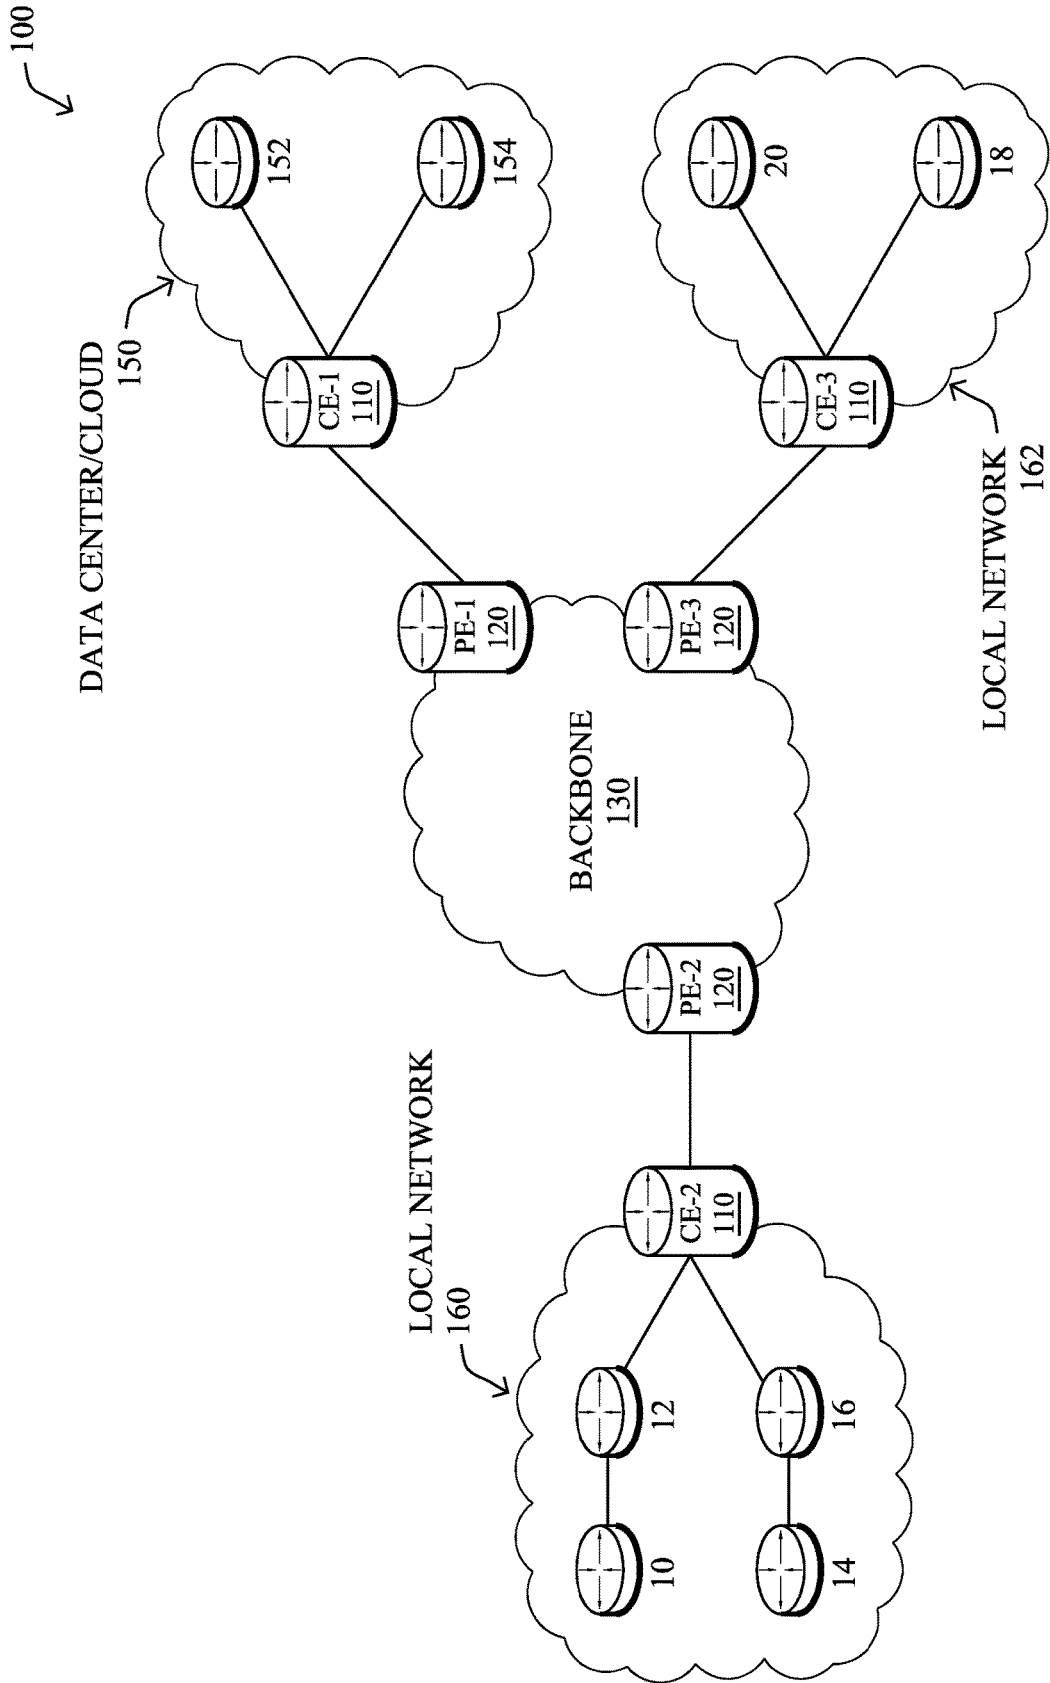 100
DATA CENTER/CLOUD
150
152
154
CE-1
110
PE-1
120
LOCAL NETWORK
160
BACKBONE
130
10
12
14
16
CE-2
110
PE-2
120
PE-3
120
CE-3
110
20
18
LOCAL NETWORK
162